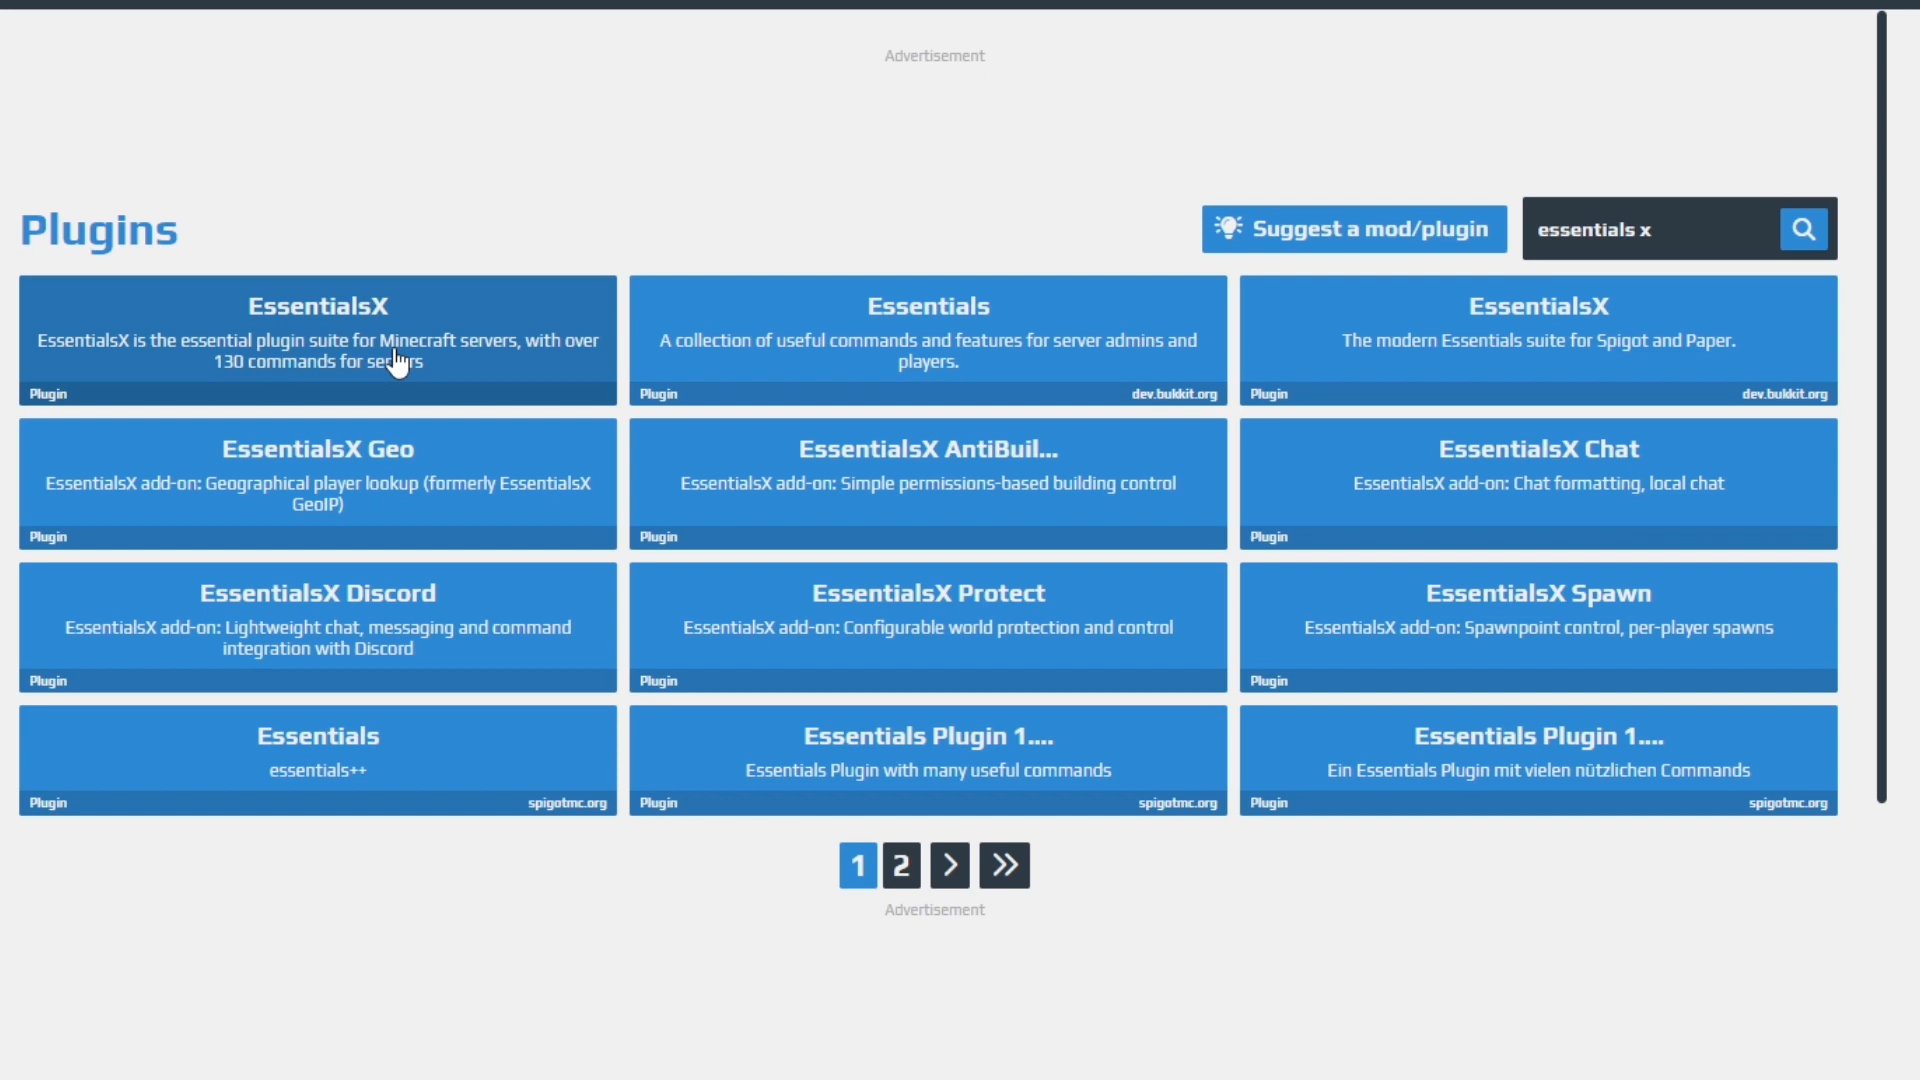 Advertisement
Plugins
Suggest a mod/plugin
essentials x
EssentialsX
EssentialsX is the essential plugin suite for Minecraft servers, with over
130 commands for servers
Plugin
Essentials
A collection of useful commands and features for server admins and
players.
Plugin
dev.bukkit.org
EssentialsX
The modern Essentials suite for Spigot and Paper.
Plugin
dev.bukkit.org
EssentialsX Geo
EssentialsX add-on: Geographical player lookup (formerly EssentialsX
GeoIP)
Plugin
EssentialsX AntiBuil...
EssentialsX add-on: Simple permissions-based building control
Plugin
EssentialsX Chat
EssentialsX add-on: Chat formatting, local chat
Plugin
EssentialsX Discord
EssentialsX add-on: Lightweight chat, messaging and command
integration with Discord
Plugin
EssentialsX Protect
EssentialsX add-on: Configurable world protection and control
Plugin
EssentialsX Spawn
EssentialsX add-on: Spawnpoint control, per-player spawns
Plugin
Essentials
essentials++
Plugin
spigotmc.org
Essentials Plugin 1....
Essentials Plugin with many useful commands
Plugin
spigotmc.org
Essentials Plugin 1....
Ein Essentials Plugin mit vielen nützlichen Commands
Plugin
spigotmc.org
1 2
Advertisement